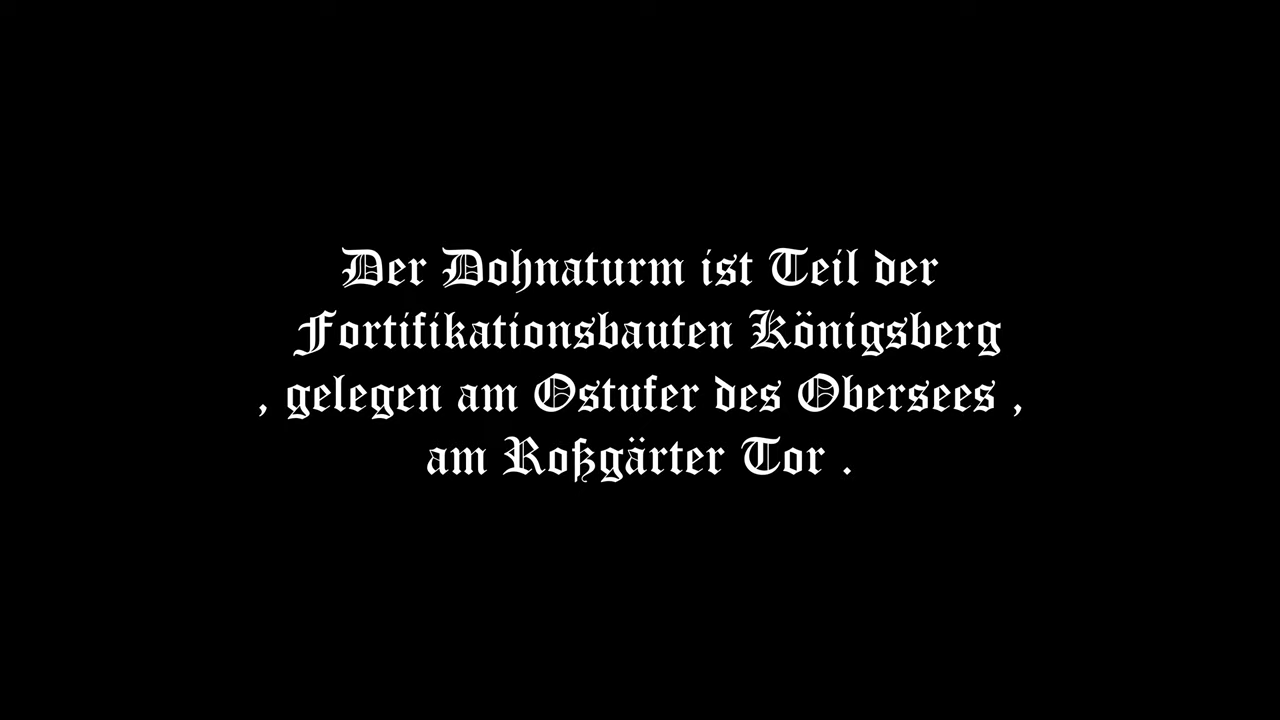 Der Dohnaturm ist Teil der
Fortifikationsbauten Königsberg
, gelegen am Ostufer des Obersees ,
am Roßgärter Tor .